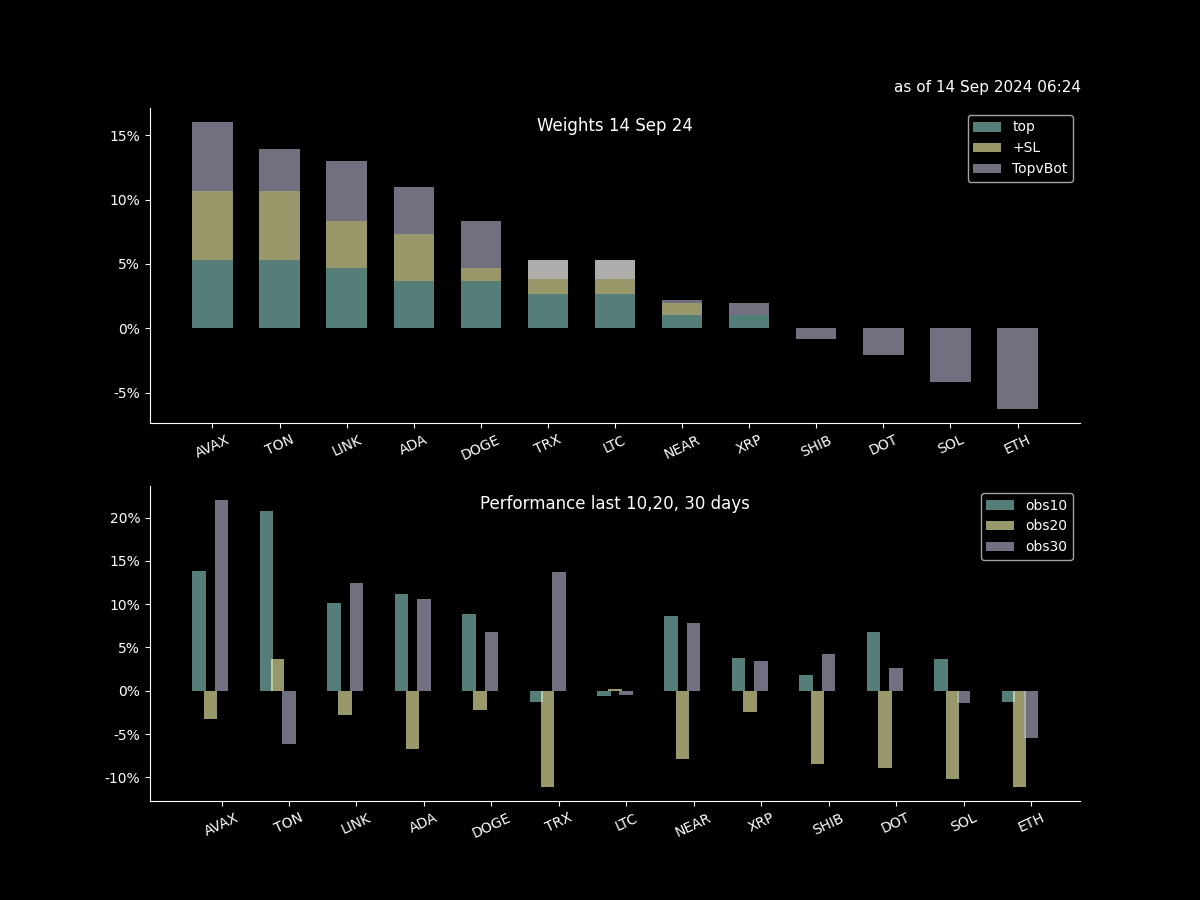 as of 14 Sep 2024 06:24
Weights 14 Sep 24
top
+SL
TopvBot
15%
10%
5%
0%
-5%
AVAX TON LINK ADA DOGE TRX LTC NEAR XRP SHIB DOT SOL ETH
Performance last 10,20, 30 days
obs10
obs20
obs30
20%
15%
10%
5%
0%
-5%
-10%
AVAX TON LINK ADA DOGE TRX LTC NEAR XRP SHIB DOT SOL ETH